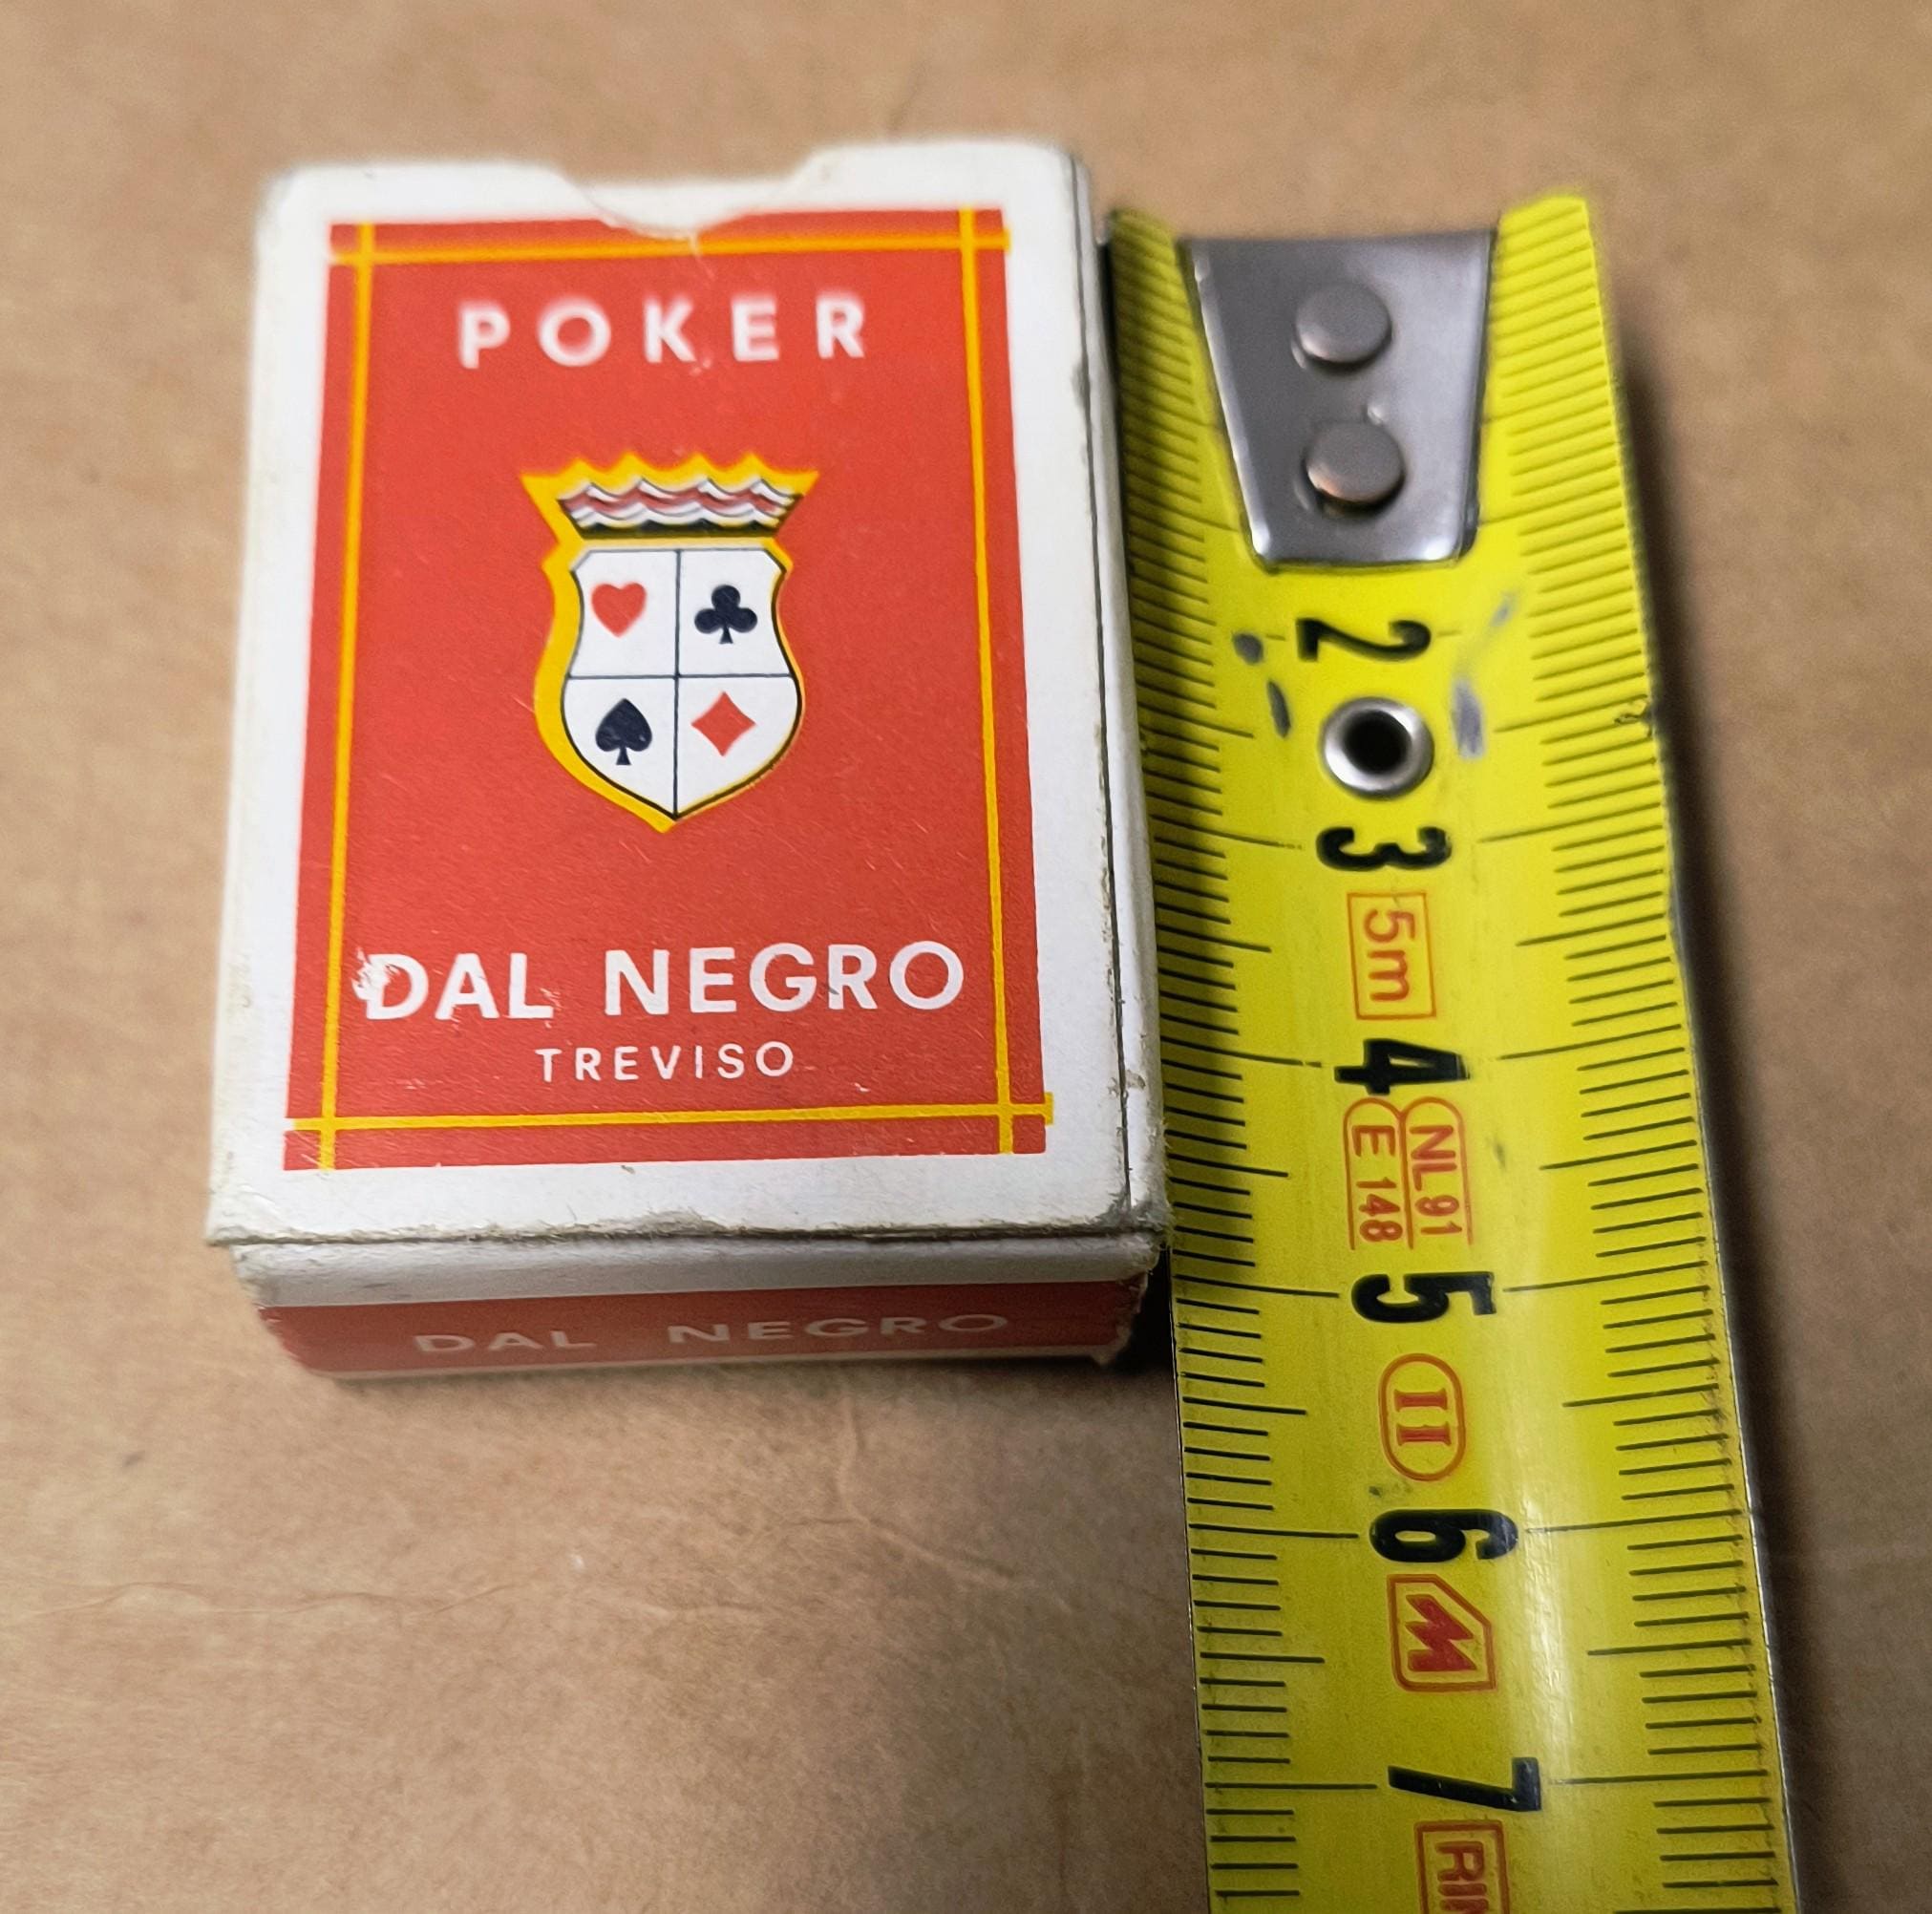 POKER
DAL NEGRO
TREVISO
DAL NEGRO
2
3
5m
4
NL 91
E 148
5
II
6
7